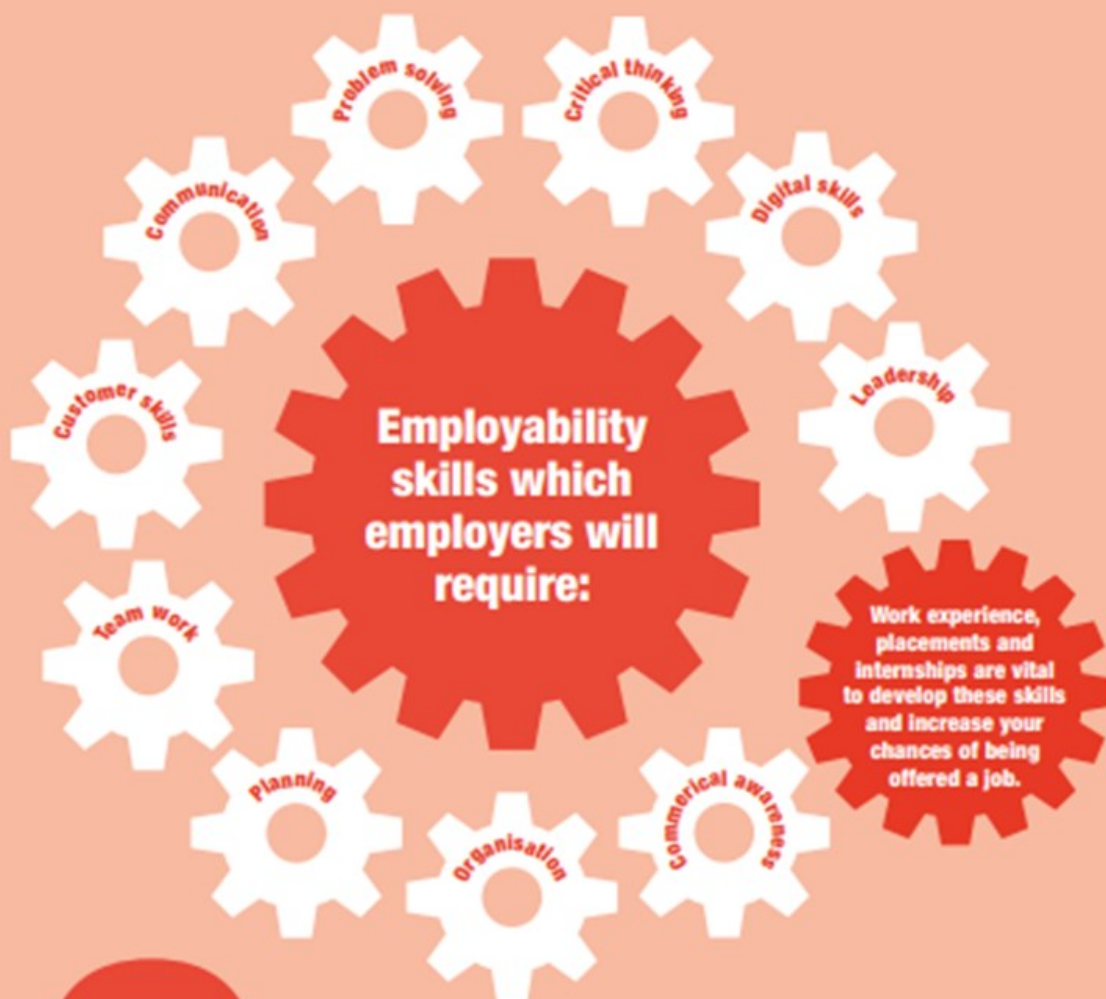 Problem solving
Critical thinking
Communication
Digital skills
Customer skills
Leadership
Employability
skills which
employers will
require:
Team work
Work experience,
placements and
internships are vital
to develop these skills
and increase your
chances of being
offered a job.
Planning
Organisation
Commerical awareness